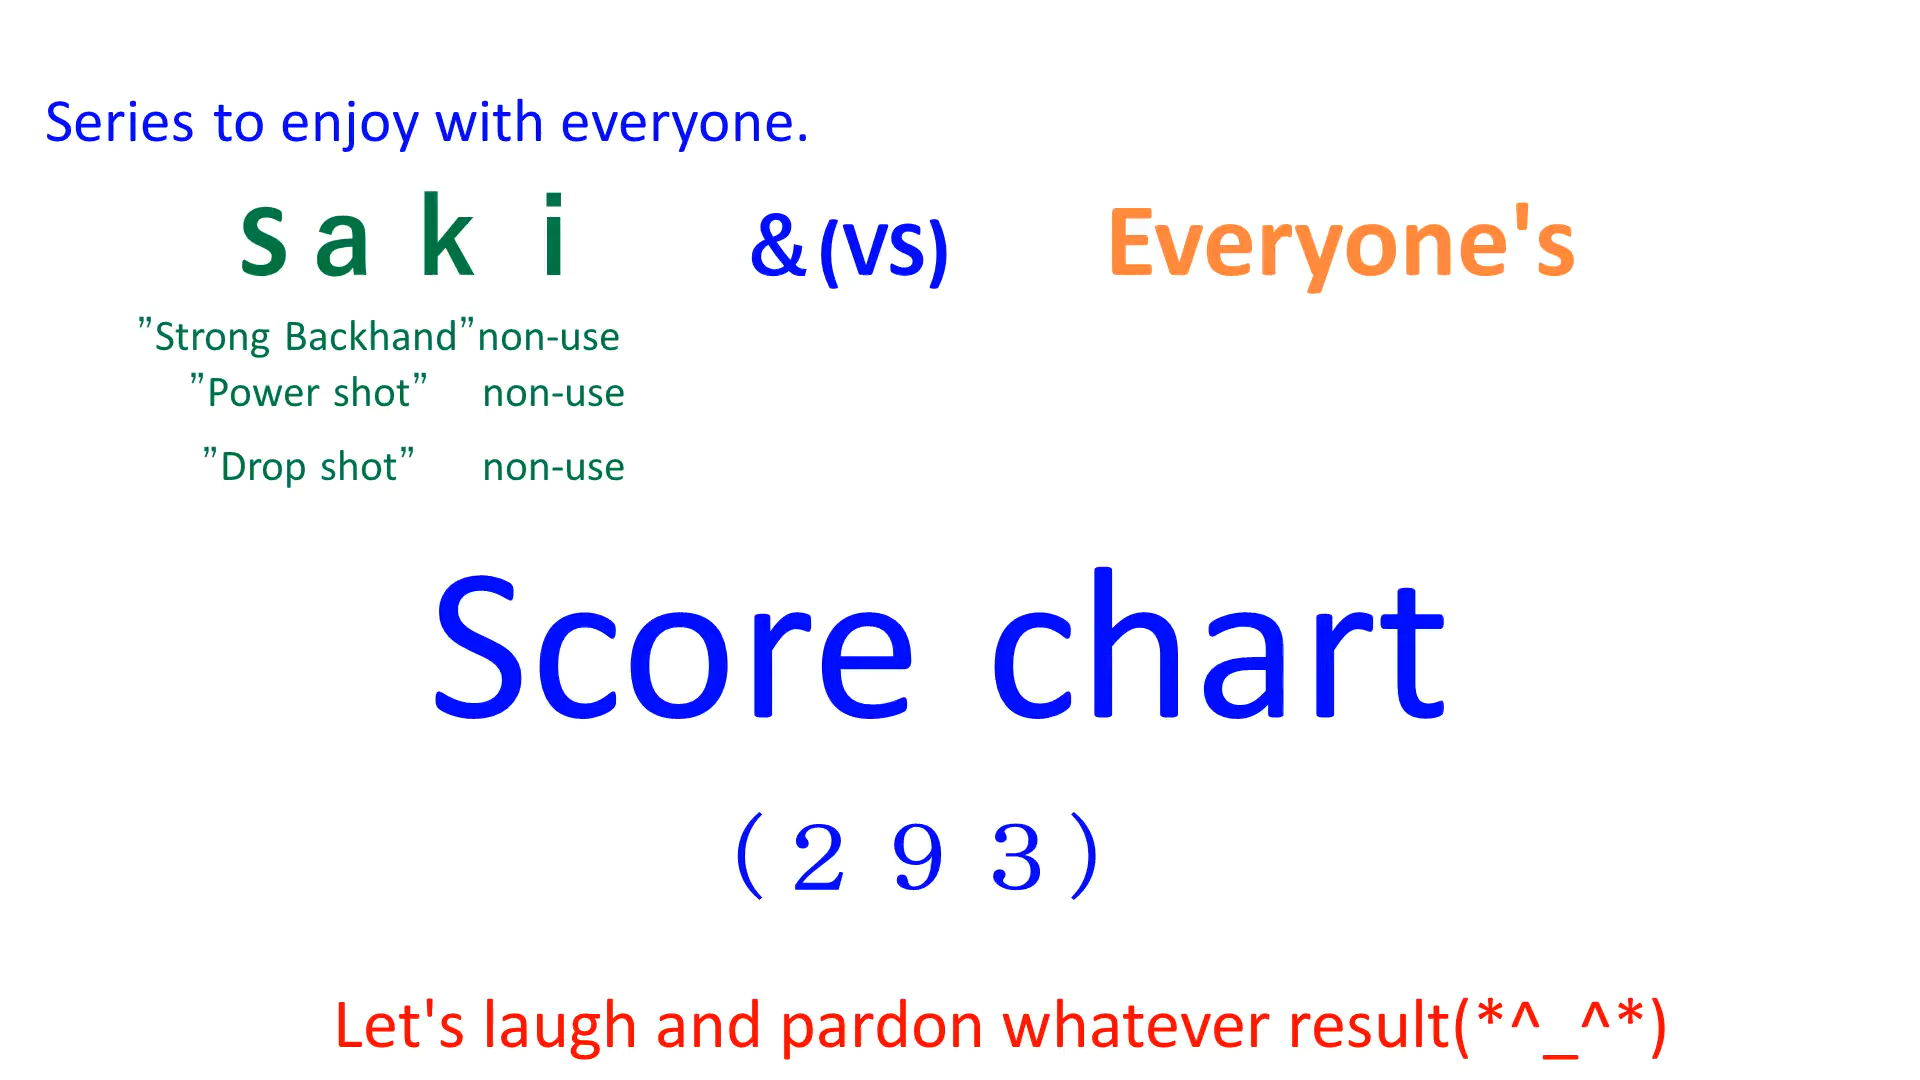 Series to enjoy with everyone.
saki &(VS) Everyone's
”Strong Backhand”non-use
”Power shot” non-use
”Drop shot” non-use
Score chart
(293)
Let's laugh and pardon whatever result(*^_^*)